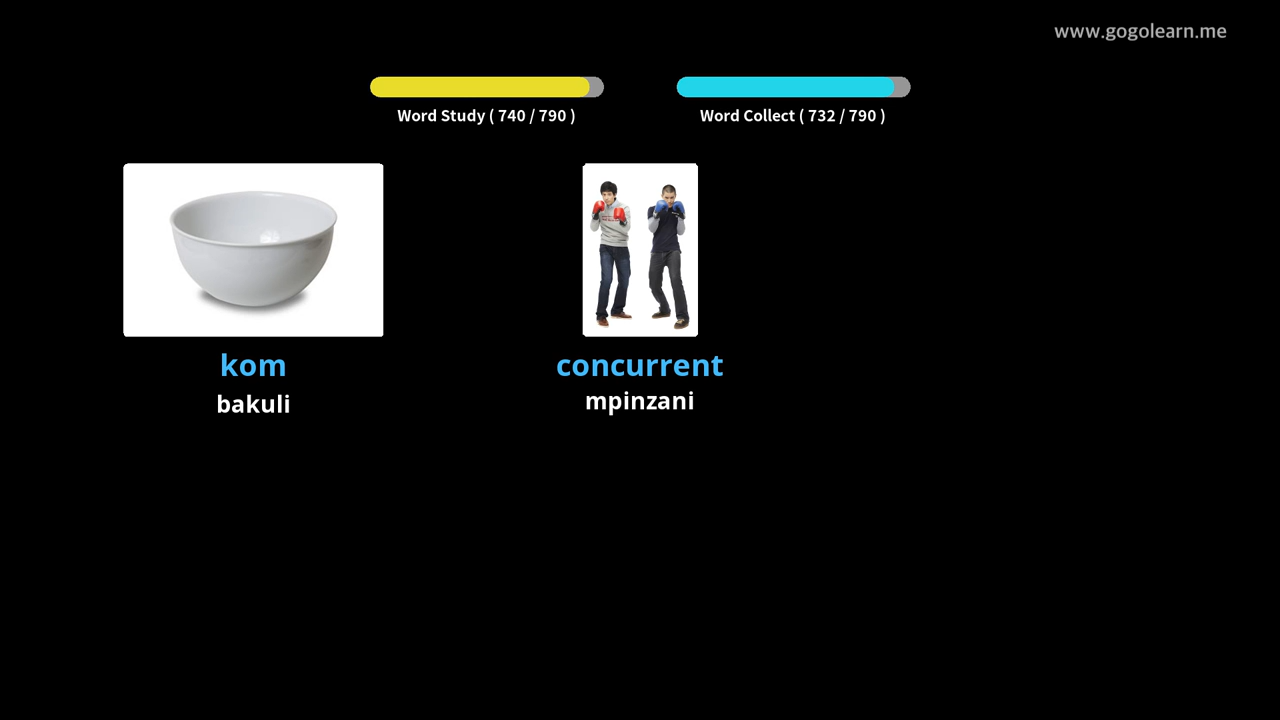 www.gogolearn.me
Word Study ( 740 / 790 )
Word Collect ( 732 / 790 )
kom
bakuli
concurrent
mpinzani